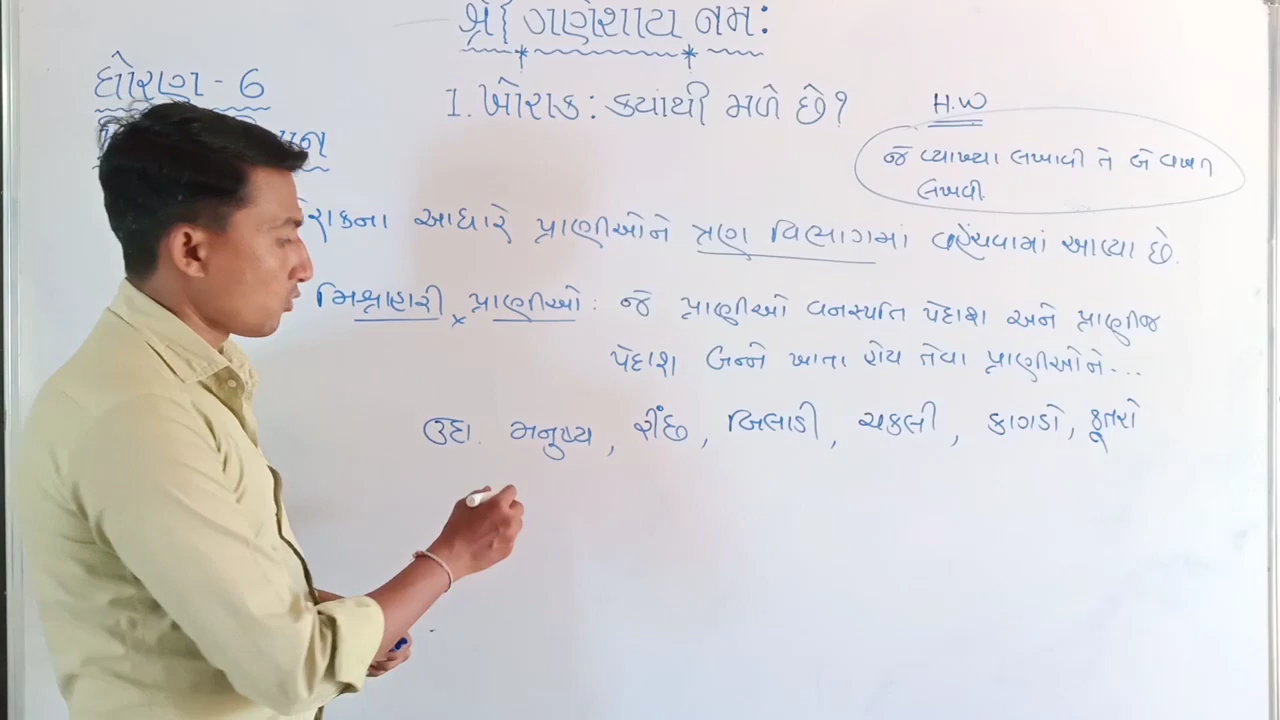 શ્રી ગણેશાય નમ:
ધોરણ - 6
1. ખોરાક : ક્યાંથી મળે છે?
H.W
જે વ્યાખ્યા લખાવી તે બે વખત
લખવી
આધારે પ્રાણીઓને ત્રણ વિભાગમાં વહેંચવામાં આવ્યા છે.
મિશ્રાહારી પ્રાણીઓ : જે પ્રાણીઓ વનસ્પતિ પેદાશ અને પ્રાણીજ
પેદાશ બન્ને ખાતા હોય તેવા પ્રાણીઓને...
ઉદા. મનુષ્ય, રીંછ, બિલાડી, ચકલી, કાગડો, કૂતરો